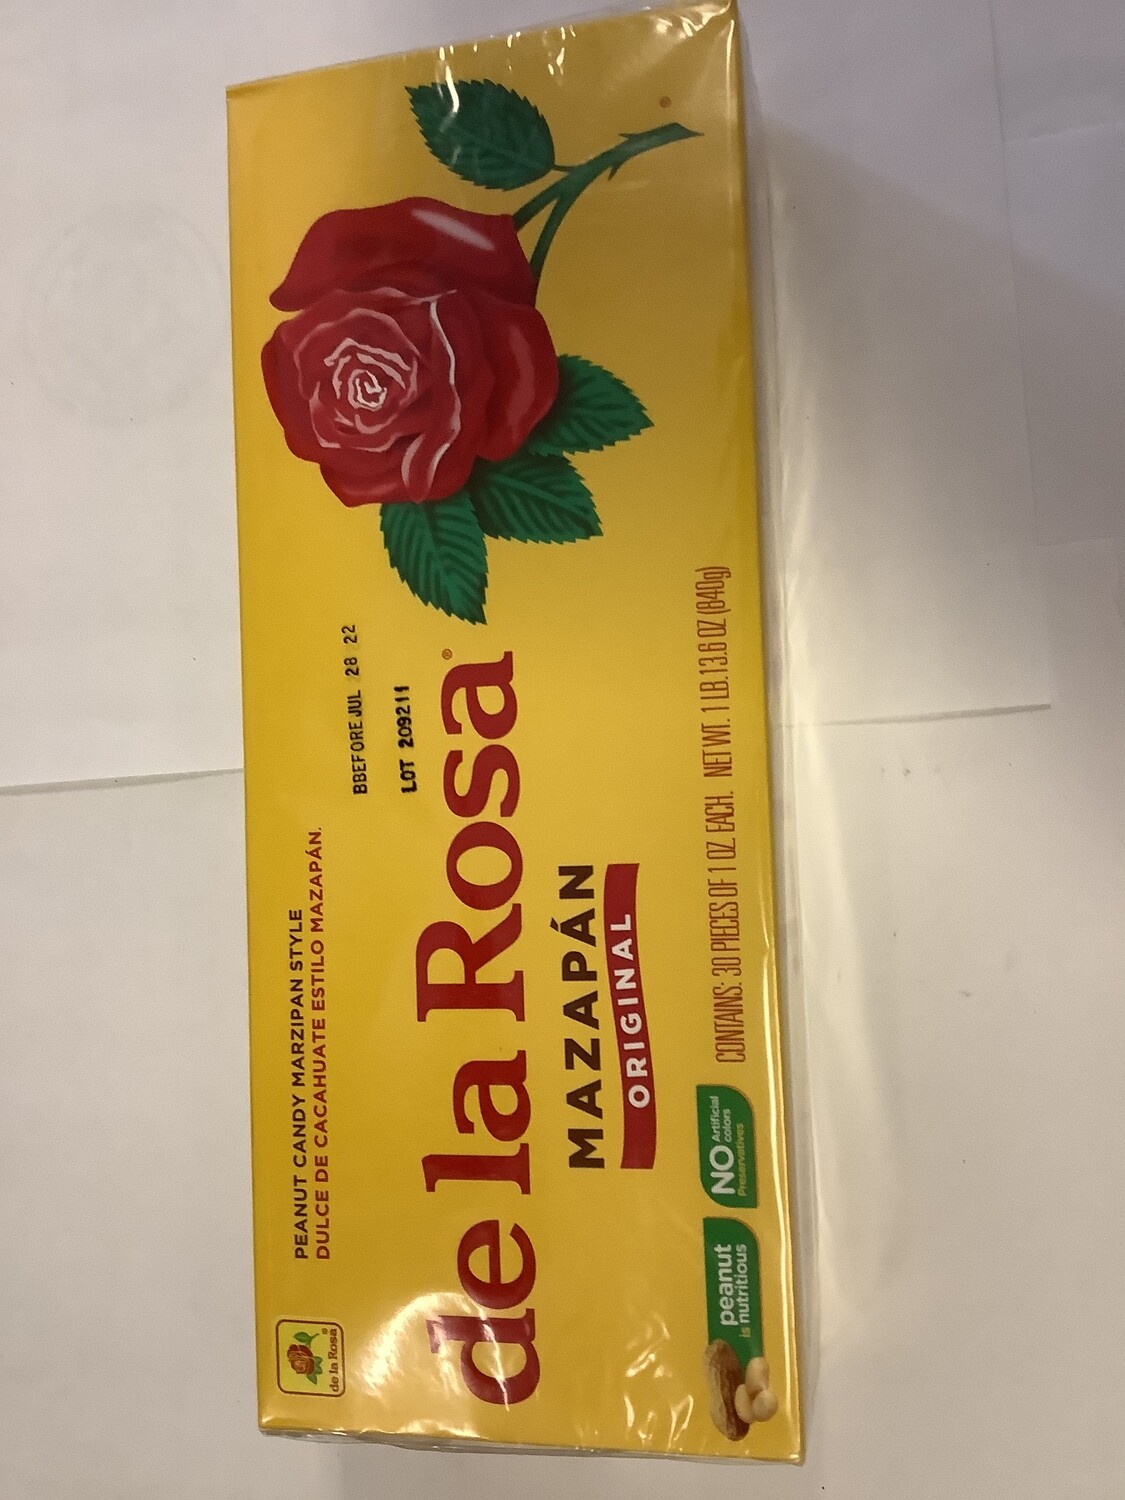 de la Rosa®
PEANUT CANDY MARZIPAN STYLE
DULCE DE CACAHUATE ESTILO MAZAPÁN.
BBEFORE JUL 28 22
LOT 209211
de la Rosa®
MAZAPÁN
ORIGINAL
peanut
is nutritious
NO Artificial
colors
Preservatives
CONTAINS: 30 PIECES OF 1 OZ. EACH. NET WT. 1 LB.13.6 OZ (840g)
®